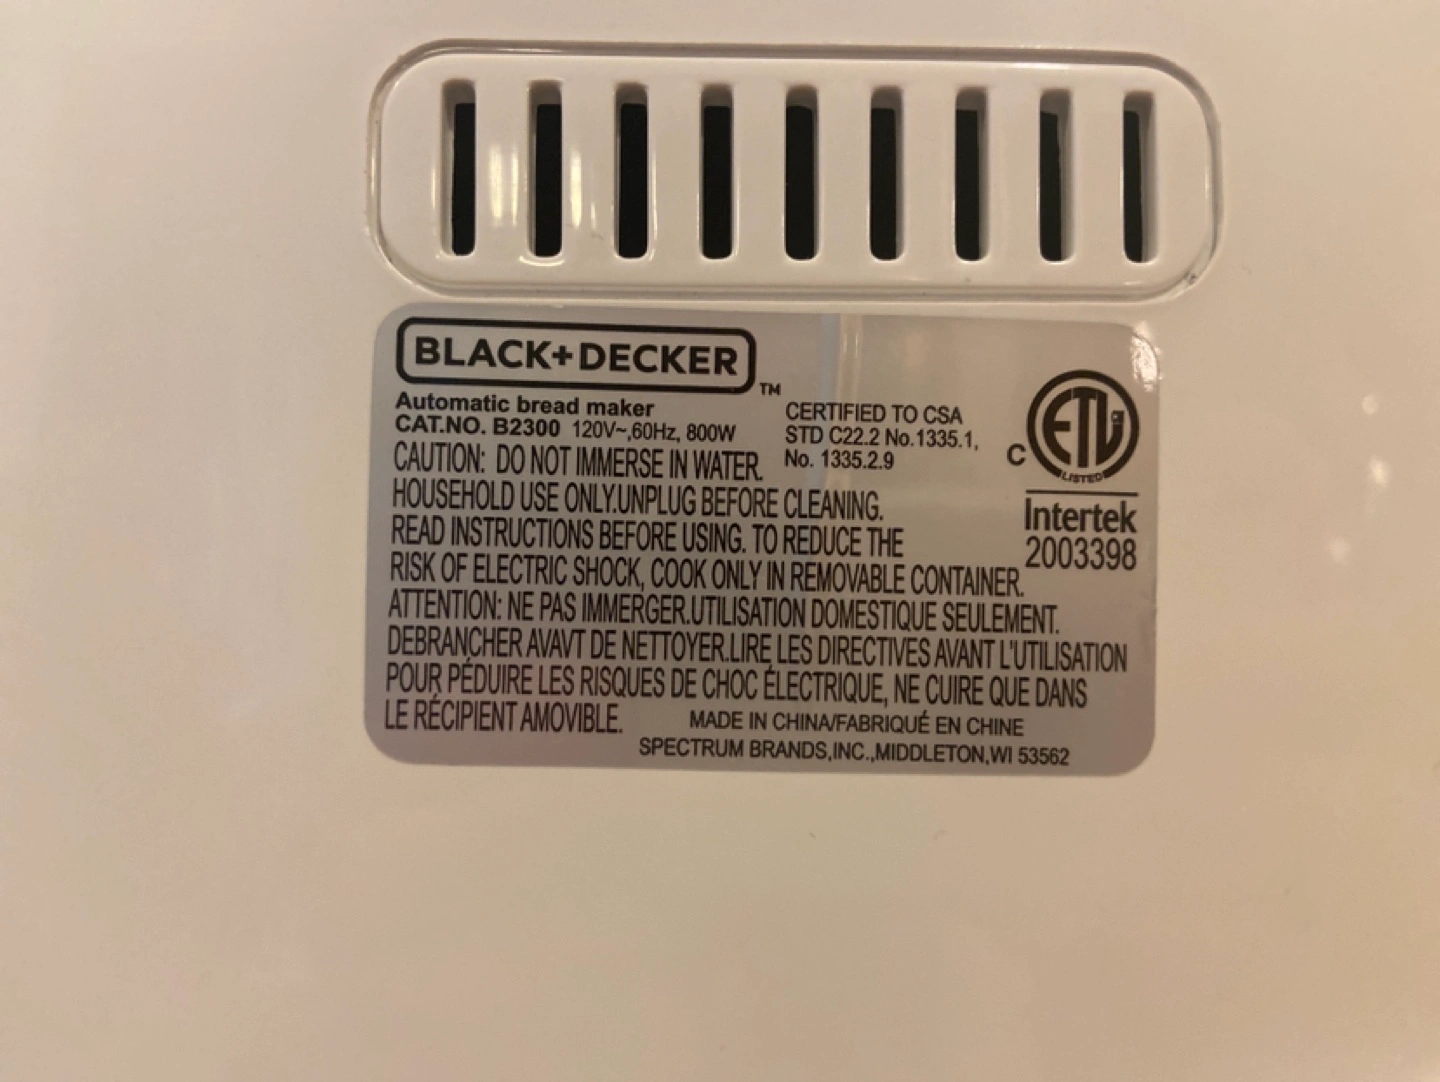 BLACK+DECKER™
Automatic bread maker
CAT.NO. B2300 120V~,60Hz, 800W
CERTIFIED TO CSA
STD C22.2 No.1335.1,
No. 1335.2.9
C ETL us
LISTED
Intertek
2003398
CAUTION: DO NOT IMMERSE IN WATER.
HOUSEHOLD USE ONLY.UNPLUG BEFORE CLEANING.
READ INSTRUCTIONS BEFORE USING. TO REDUCE THE
RISK OF ELECTRIC SHOCK, COOK ONLY IN REMOVABLE CONTAINER.
ATTENTION: NE PAS IMMERGER.UTILISATION DOMESTIQUE SEULEMENT.
DEBRANCHER AVAVT DE NETTOYER.LIRE LES DIRECTIVES AVANT L'UTILISATION
POUR PÉDUIRE LES RISQUES DE CHOC ÉLECTRIQUE, NE CUIRE QUE DANS
LE RÉCIPIENT AMOVIBLE.
MADE IN CHINA/FABRIQUÉ EN CHINE
SPECTRUM BRANDS,INC.,MIDDLETON,WI 53562